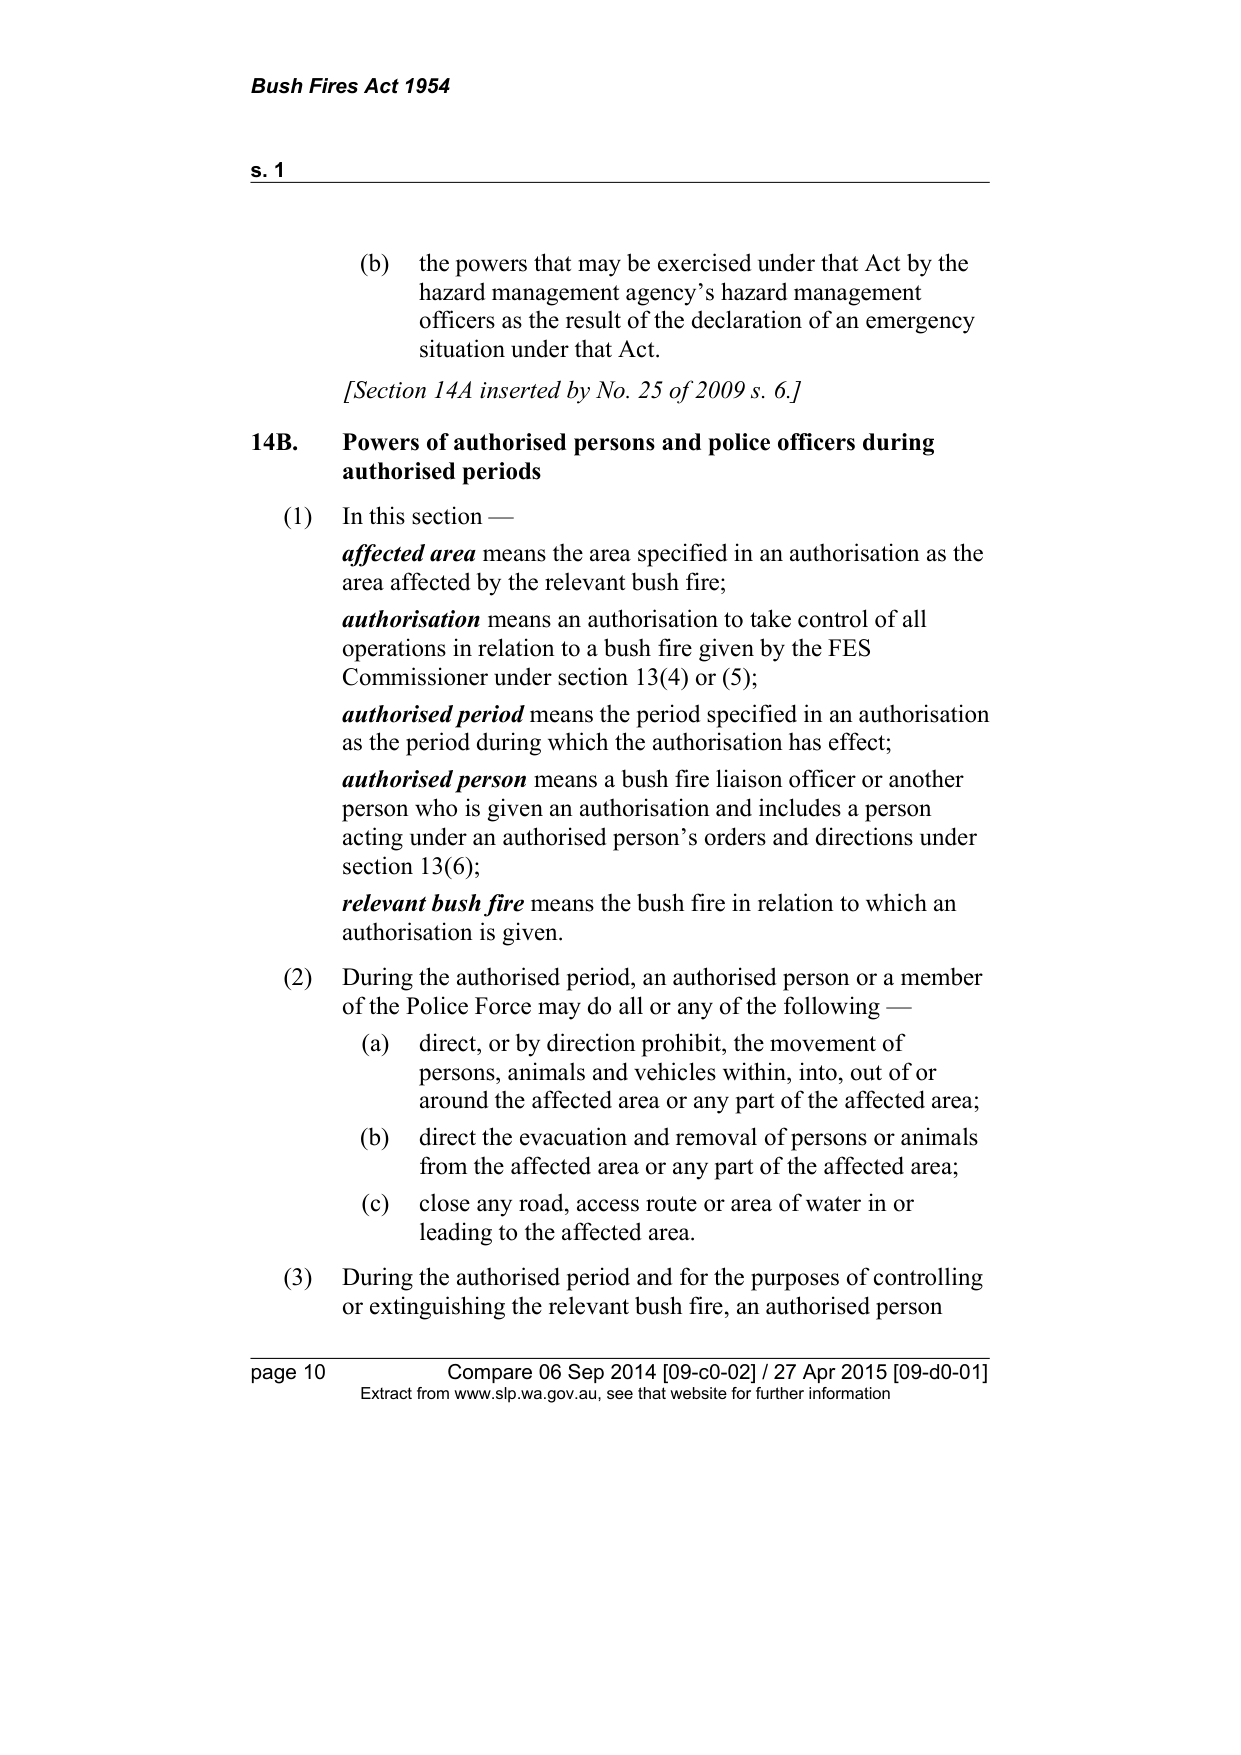 Bush Fires Act 1954
s. 1
(b) the powers that may be exercised under that Act by the
hazard management agency’s hazard management
officers as the result of the declaration of an emergency
situation under that Act.
[Section 14A inserted by No. 25 of 2009 s. 6.]
14B. Powers of authorised persons and police officers during
authorised periods
(1) In this section —
affected area means the area specified in an authorisation as the
area affected by the relevant bush fire;
authorisation means an authorisation to take control of all
operations in relation to a bush fire given by the FES
Commissioner under section 13(4) or (5);
authorised period means the period specified in an authorisation
as the period during which the authorisation has effect;
authorised person means a bush fire liaison officer or another
person who is given an authorisation and includes a person
acting under an authorised person’s orders and directions under
section 13(6);
relevant bush fire means the bush fire in relation to which an
authorisation is given.
(2) During the authorised period, an authorised person or a member
of the Police Force may do all or any of the following —
(a) direct, or by direction prohibit, the movement of
persons, animals and vehicles within, into, out of or
around the affected area or any part of the affected area;
(b) direct the evacuation and removal of persons or animals
from the affected area or any part of the affected area;
(c) close any road, access route or area of water in or
leading to the affected area.
(3) During the authorised period and for the purposes of controlling
or extinguishing the relevant bush fire, an authorised person
page 10 Compare 06 Sep 2014 [09-c0-02] / 27 Apr 2015 [09-d0-01]
Extract from www.slp.wa.gov.au, see that website for further information